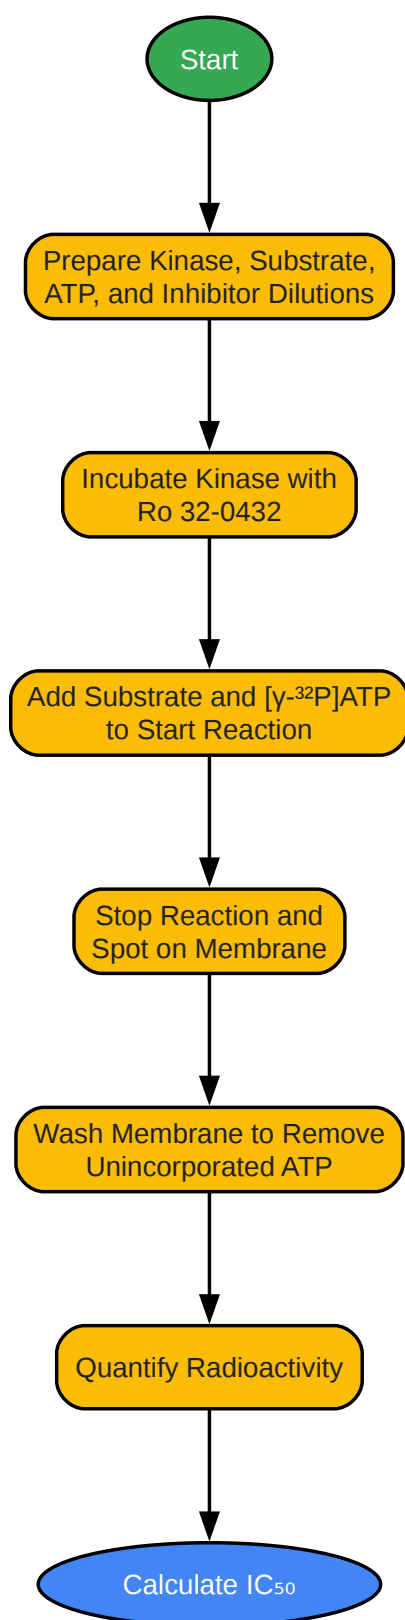 Start
Prepare Kinase, Substrate,
ATP, and Inhibitor Dilutions
Incubate Kinase with
Ro 32-0432
Add Substrate and [γ-³²P]ATP
to Start Reaction
Stop Reaction and
Spot on Membrane
Wash Membrane to Remove
Unincorporated ATP
Quantify Radioactivity
Calculate IC₅₀